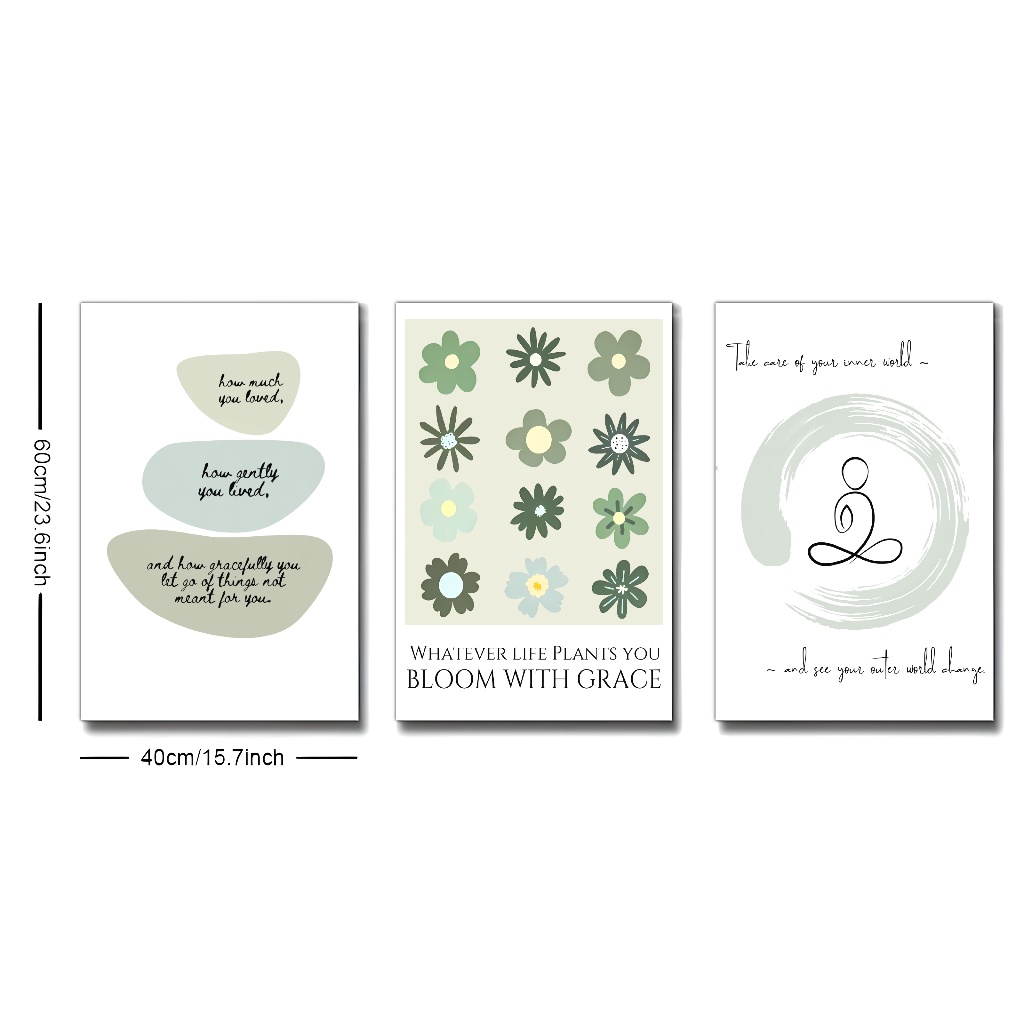 how much
you loved,
how gently
you lived,
and how gracefully you
let go of things not
meant for you.
WHATEVER LIFE PLANTS YOU
BLOOM WITH GRACE
Take care of your inner world ~
~ and see your outer world change.
60cm/23.6inch
40cm/15.7inch